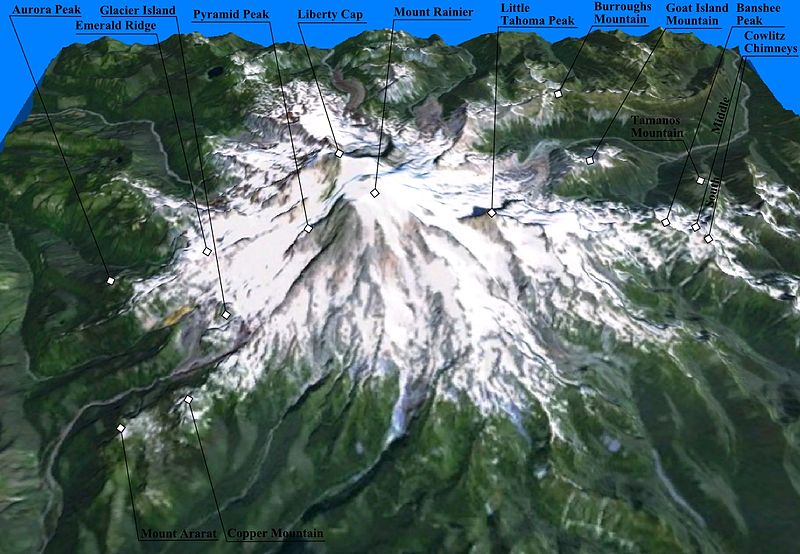 Aurora Peak
Glacier Island
Emerald Ridge
Pyramid Peak
Liberty Cap
Mount Rainier
Little
Tahoma Peak
Burroughs
Mountain
Goat Island
Mountain
Banshee
Peak
Cowlitz
Chimneys
Tamanos
Mountain
Middle
South
Mount Ararat
Copper Mountain